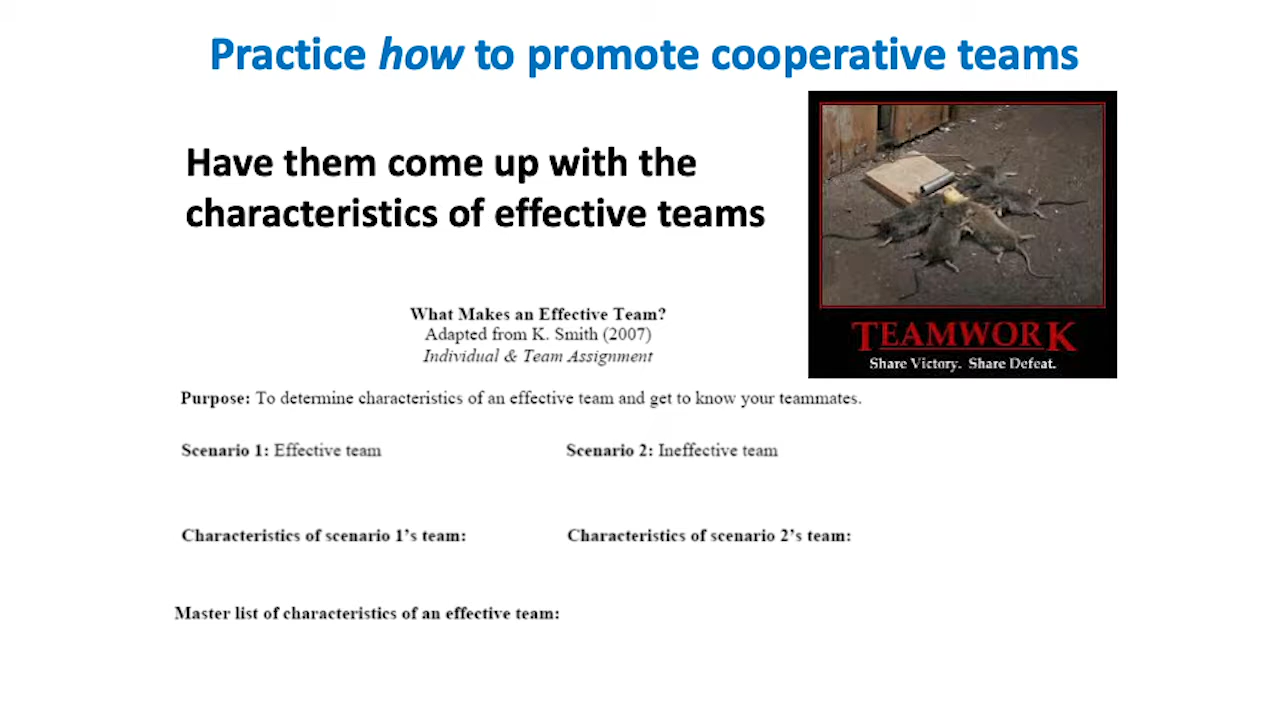 Practice how to promote cooperative teams
Have them come up with the
characteristics of effective teams
TEAMWORK
Share Victory. Share Defeat.
What Makes an Effective Team?
Adapted from K. Smith (2007)
Individual & Team Assignment
Purpose: To determine characteristics of an effective team and get to know your teammates.
Scenario 1: Effective team
Scenario 2: Ineffective team
Characteristics of scenario 1's team:
Characteristics of scenario 2's team:
Master list of characteristics of an effective team: